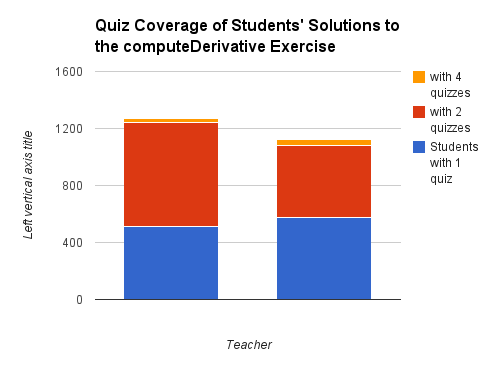 Quiz Coverage of Students' Solutions to
the computeDerivative Exercise
1600
1200
800
400
0
Left vertical axis title
Teacher
with 4
quizzes
with 2
quizzes
Students
with 1
quiz